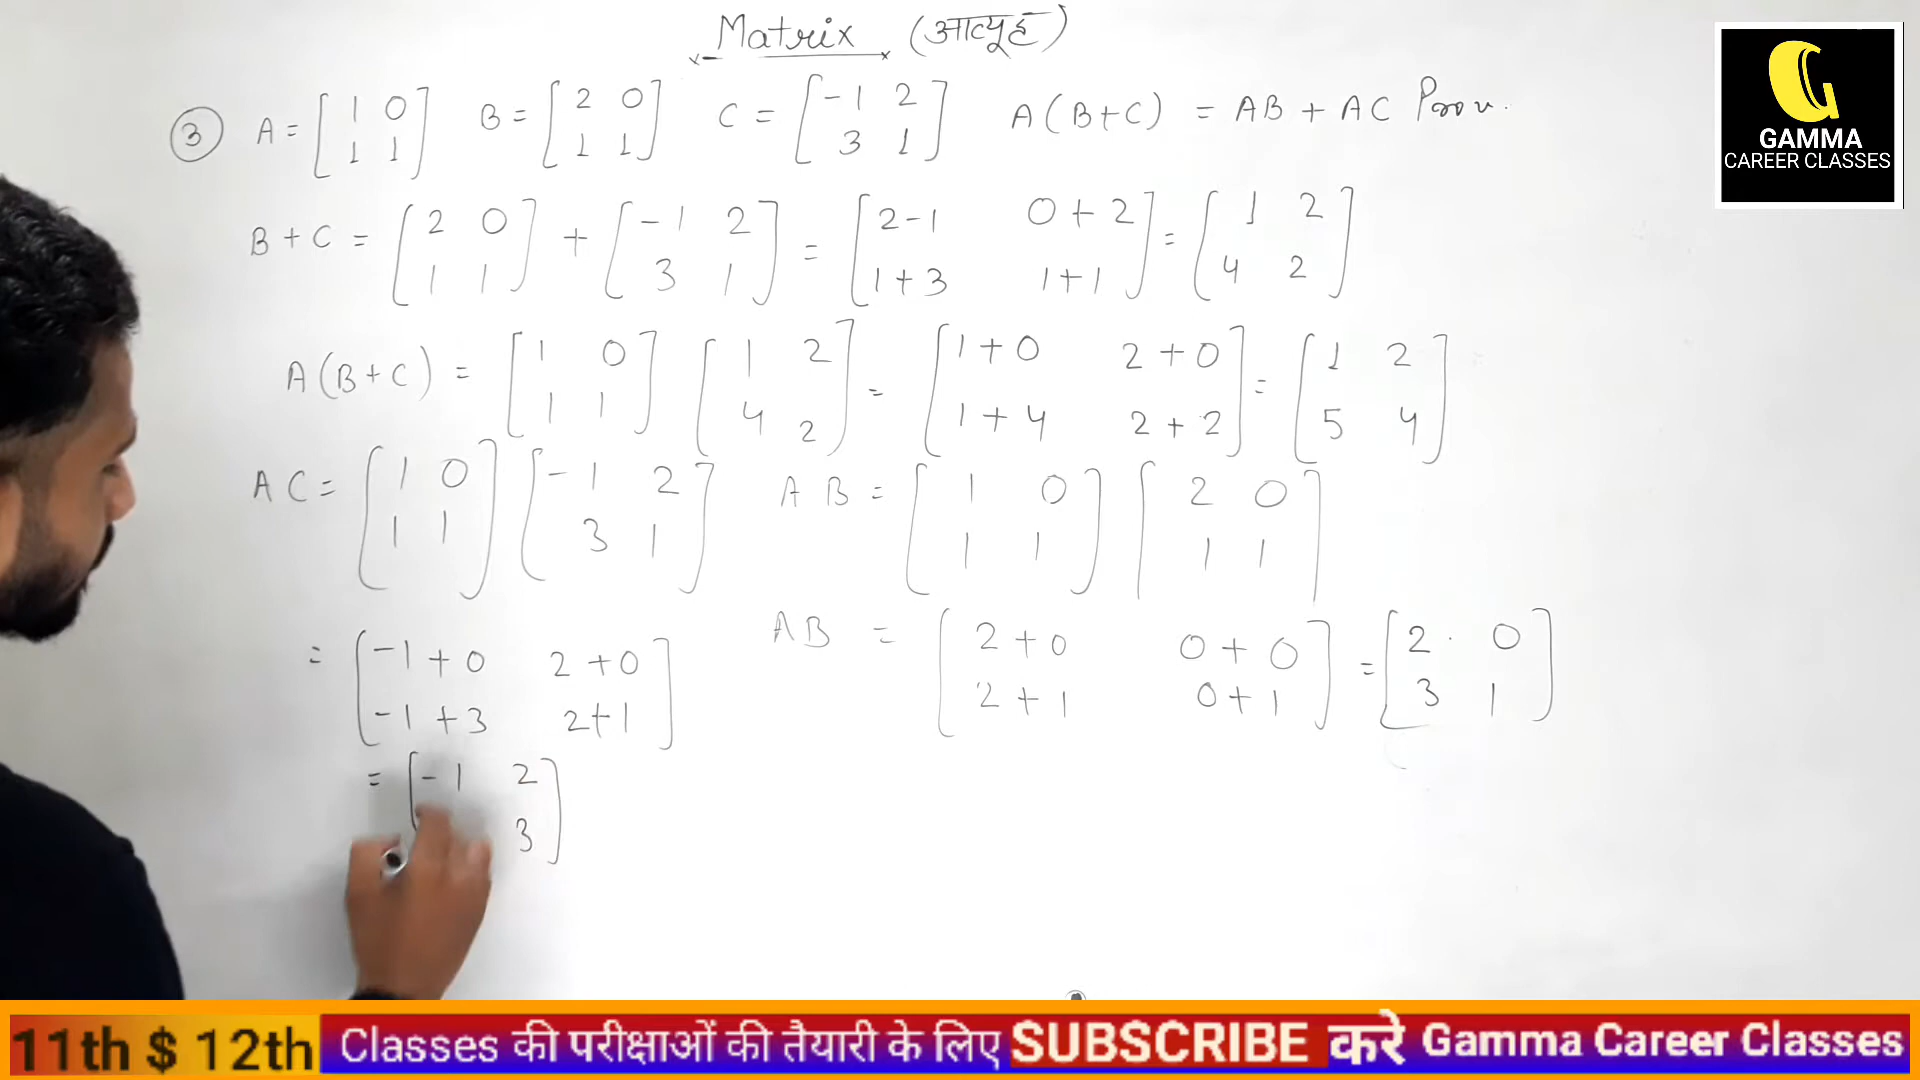 Matrix (आव्यूह)
③ A = [1 0 1 1] B = [2 0 1 1] C = [-1 2 3 1] A(B+C) = AB + AC Prov.
B + C = [2 0 1 1] + [-1 2 3 1] = [2-1 0+2 1+3 1+1] = [1 2 4 2]
A(B+C) = [1 0 1 1] [1 2 4 2] = [1+0 2+0 1+4 2+2] = [1 2 5 4]
AC = [1 0 1 1] [-1 2 3 1] AB = [1 0 1 1] [2 0 1 1]
= [-1+0 2+0 -1+3 2+1] AB = [2+0 0+0 2+1 0+1] = [2 0 3 1]
= [-1 2 3]
GAMMA
CAREER CLASSES
11th $ 12th Classes की परीक्षाओं की तैयारी के लिए SUBSCRIBE करे Gamma Career Classes